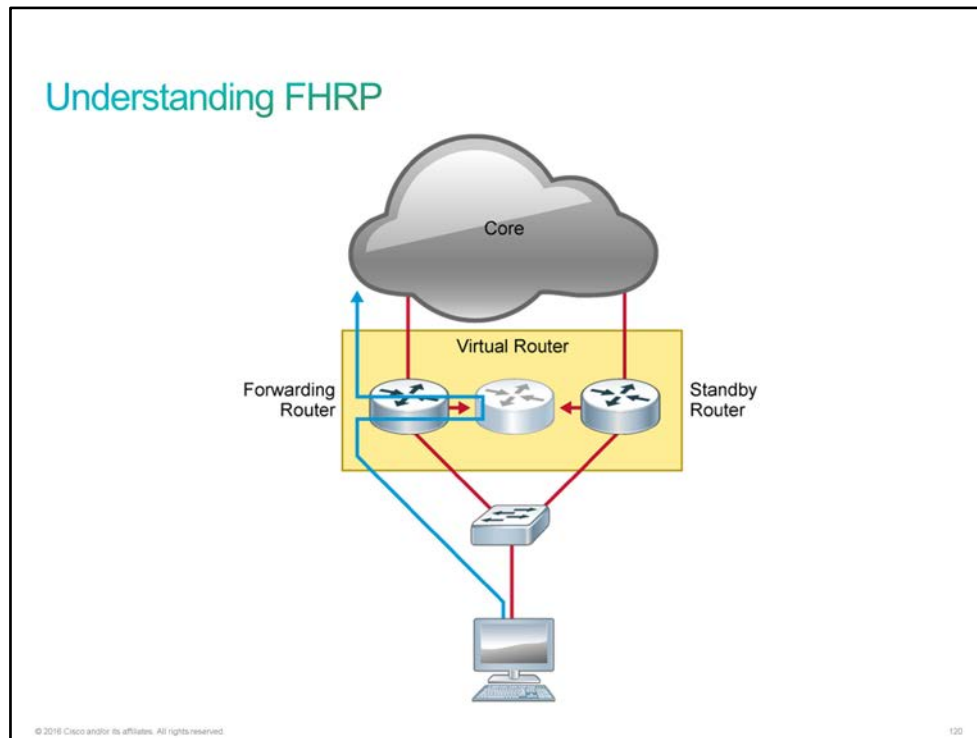 Understanding FHRP
Core
Virtual Router
Forwarding
Router
Standby
Router
© 2016 Cisco and/or its affiliates. All rights reserved.
120